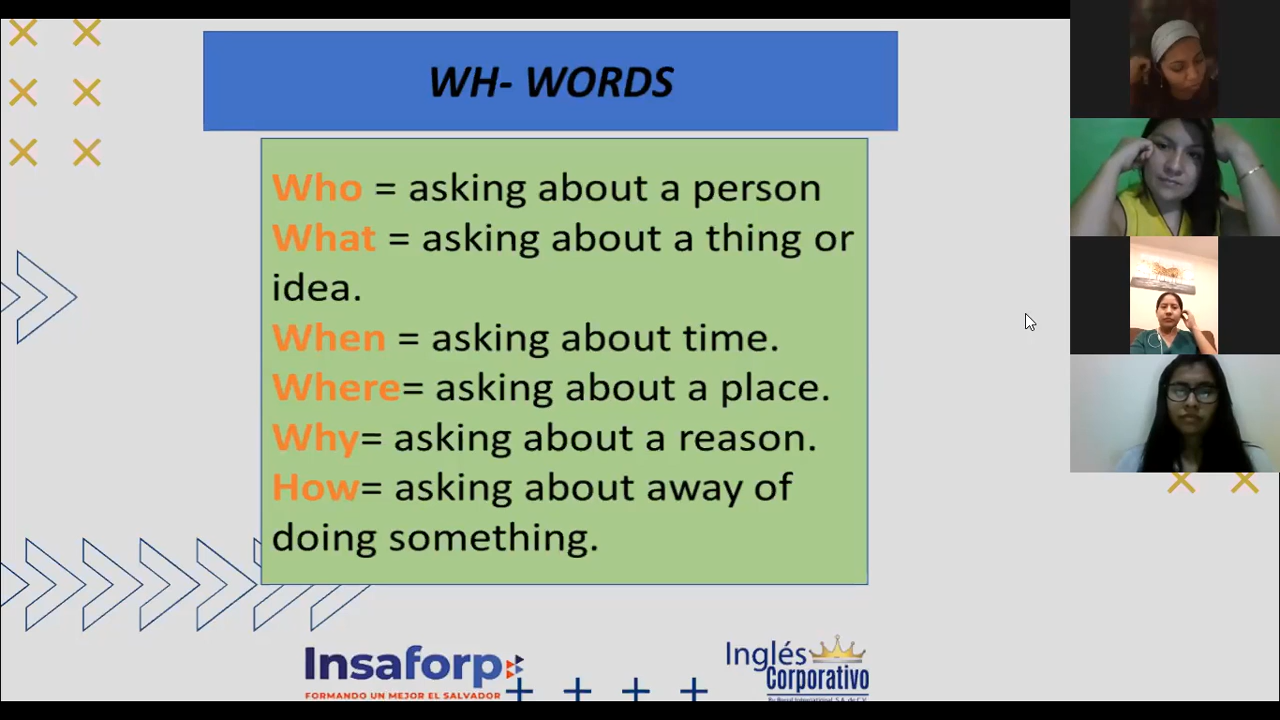 WH- WORDS
Who = asking about a person
What = asking about a thing or
idea.
When = asking about time.
Where= asking about a place.
Why= asking about a reason.
How= asking about away of
doing something.
Insaforp
FORMANDO UN MEJOR EL SALVADOR
Inglés
Corporativo